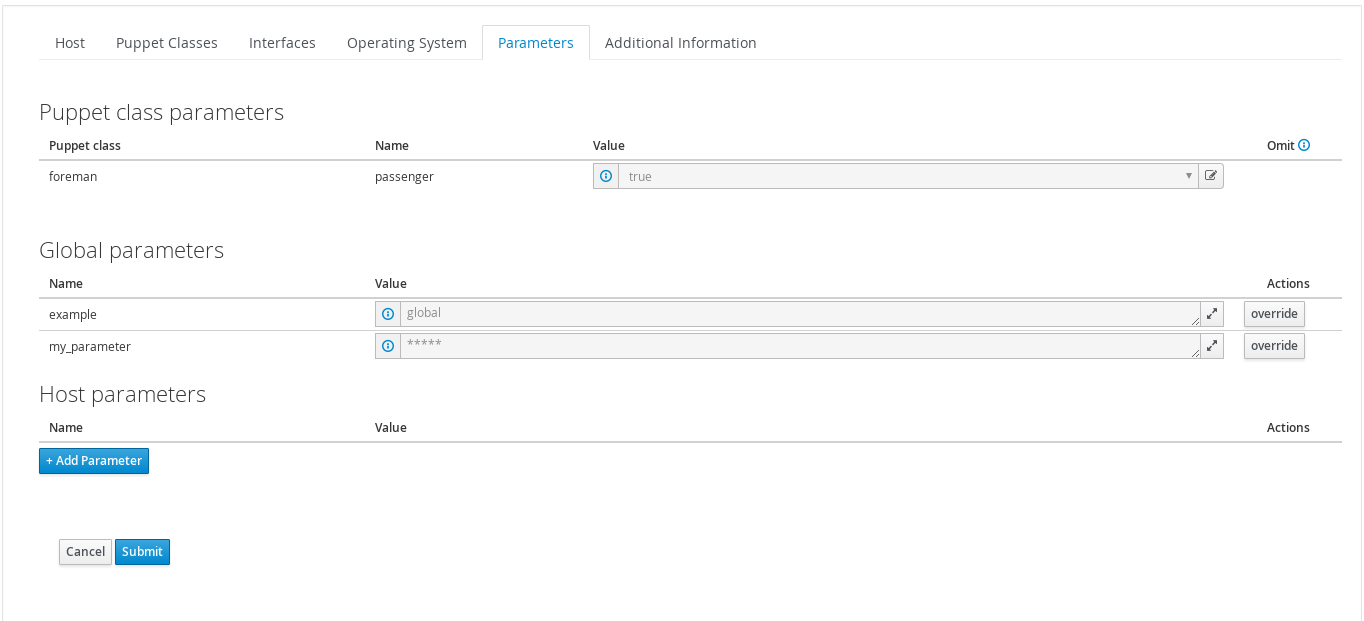 Host Puppet Classes Interfaces Operating System Parameters Additional Information
Puppet class parameters
Puppet class Name Value Omit
foreman passenger true
Global parameters
Name Value Actions
example global override
my_parameter ***** override
Host parameters
Name Value Actions
+ Add Parameter
Cancel Submit